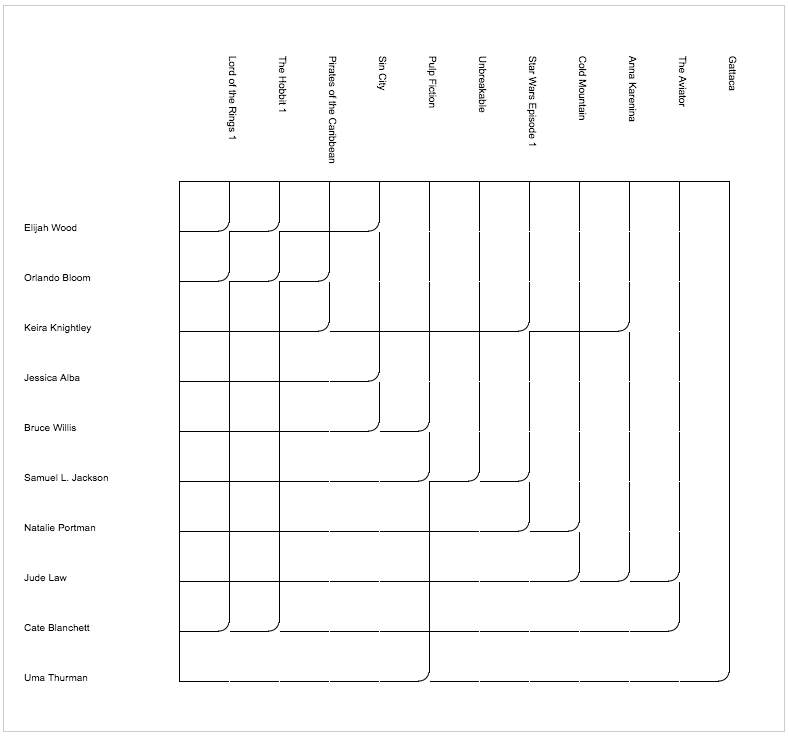 Lord of the Rings 1
The Hobbit 1
Pirates of the Caribbean
Sin City
Pulp Fiction
Unbreakable
Star Wars Episode 1
Cold Mountain
Anna Karenina
The Aviator
Gattaca
Elijah Wood
Orlando Bloom
Keira Knightley
Jessica Alba
Bruce Willis
Samuel L. Jackson
Natalie Portman
Jude Law
Cate Blanchett
Uma Thurman